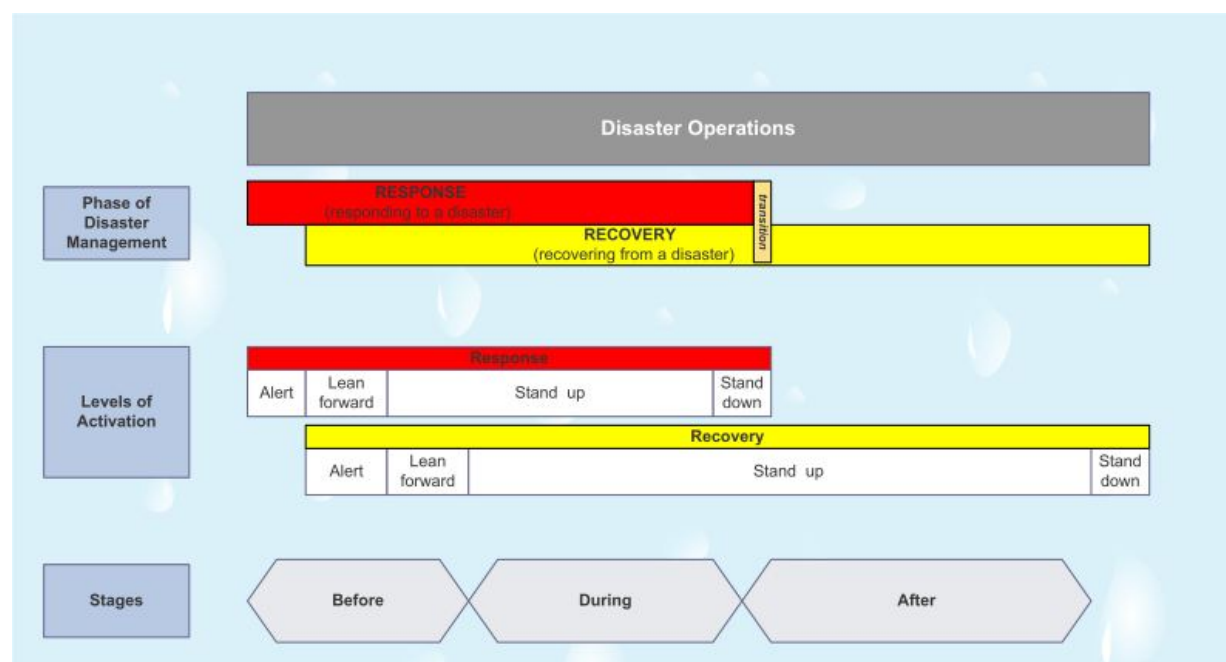 Disaster Operations
Phase of
Disaster
Management
RESPONSE
(responding to a disaster)
RECOVERY
(recovering from a disaster)
transition
Levels of
Activation
Response
Alert
Lean
forward
Stand up
Stand
down
Recovery
Alert
Lean
forward
Stand up
Stand
down
Stages
Before
During
After